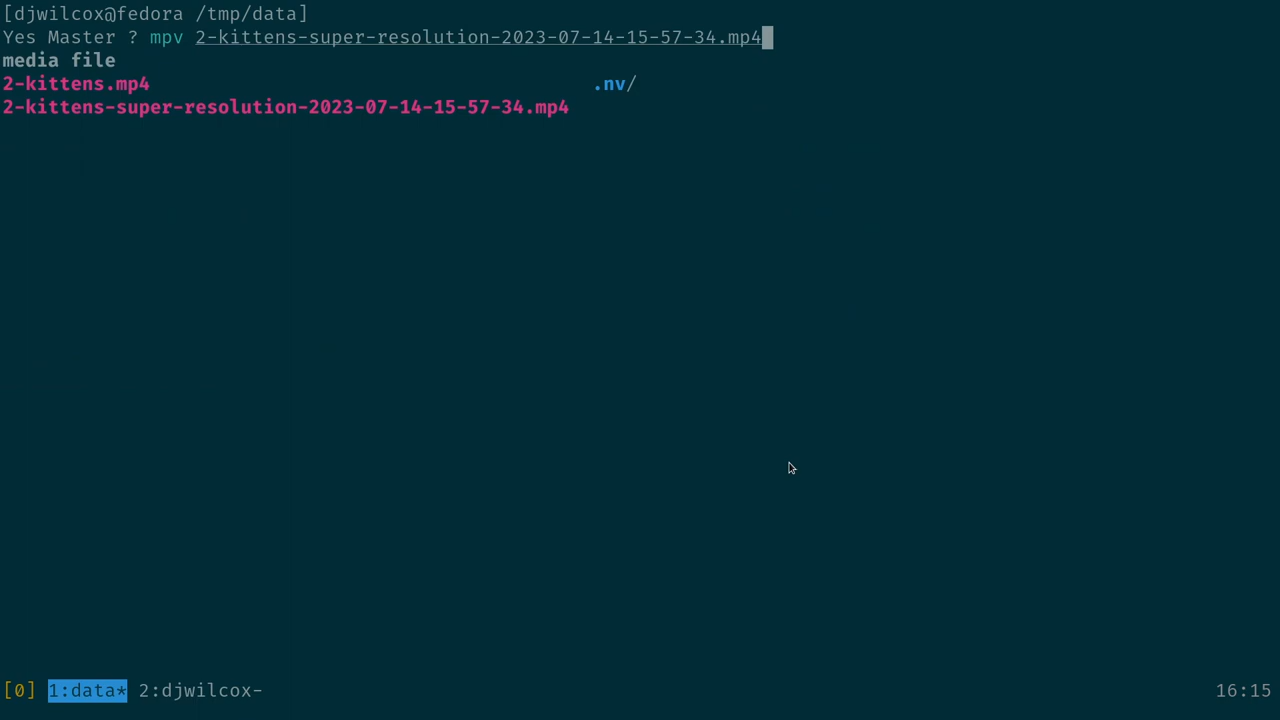 [djwilcox@fedora /tmp/data]
Yes Master ? mpv 2-kittens-super-resolution-2023-07-14-15-57-34.mp4
media file
2-kittens.mp4 .nv/
2-kittens-super-resolution-2023-07-14-15-57-34.mp4
[0] 1:data* 2:djwilcox- 16:15